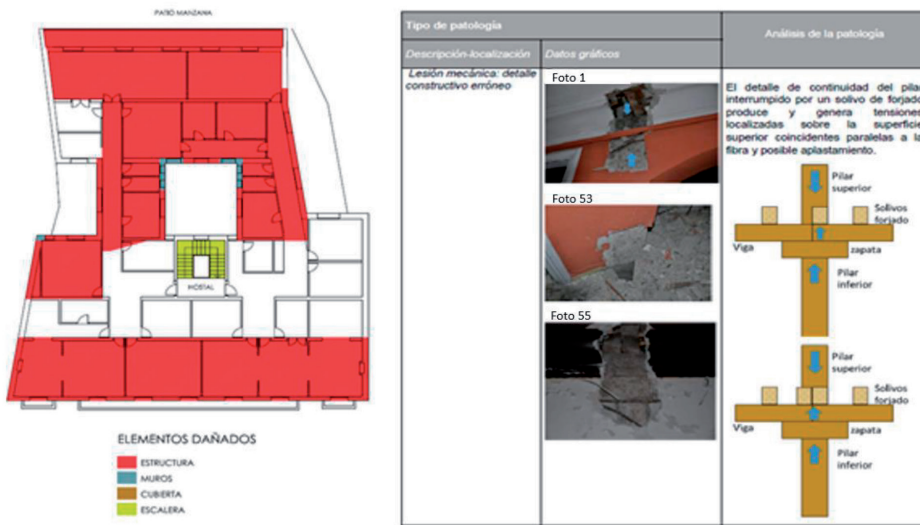 PATIO MANZANA
HOSTAL
ELEMENTOS DAÑADOS
ESTRUCTURA
MUROS
CUBIERTA
ESCALERA
Tipo de patología
Análisis de la patología
Descripción-localización
Datos gráficos
Lesión mecánica: detalle
constructivo erróneo
Foto 1
Foto 53
Foto 55
El detalle de continuidad del pilar
interrumpido por un solivo de forjado
produce y genera tensiones
localizadas sobre la superficie
superior coincidentes paralelas a la
fibra y posible aplastamiento.
Pilar
superior
Sollivos
forjado
Viga
zapata
Pilar
inferior
Pilar
superior
Sollivos
forjado
Viga
zapata
Pilar
inferior